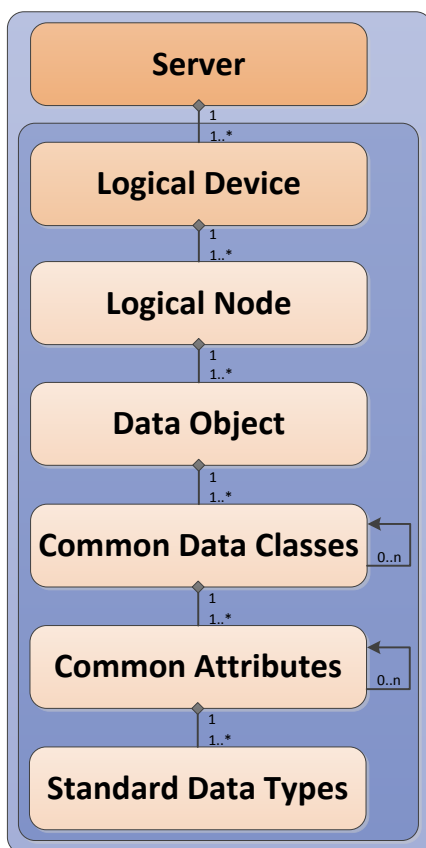 Server
1
1..*
Logical Device
1
1..*
Logical Node
1
1..*
Data Object
1
1..*
Common Data Classes
0..n
1
1..*
Common Attributes
0..n
1
1..*
Standard Data Types